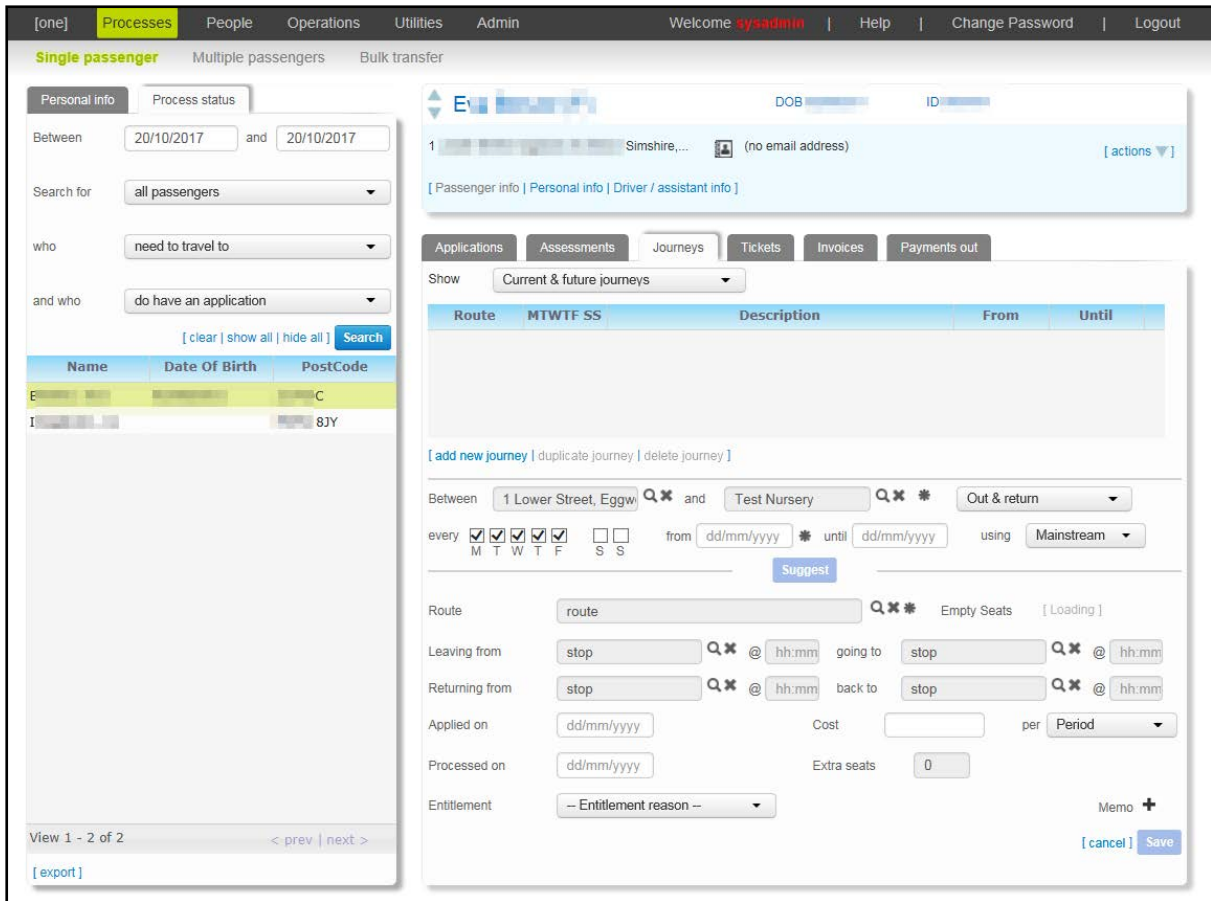 [one] Processes People Operations Utilities Admin Welcome sysadmin | Help | Change Password | Logout
Single passenger Multiple passengers Bulk transfer
Personal info Process status
Between 20/10/2017 and 20/10/2017
Search for all passengers
who need to travel to
and who do have an application
[ clear | show all | hide all ] Search
Name Date Of Birth PostCode
E C
I 8JY
View 1 - 2 of 2 < prev | next >
[ export ]
DOB ID
1 Simshire,... (no email address) [ actions ]
[ Passenger info | Personal info | Driver / assistant info ]
Applications Assessments Journeys Tickets Invoices Payments out
Show Current & future journeys
Route MTWTF SS Description From Until
[ add new journey | duplicate journey | delete journey ]
Between 1 Lower Street, Eggw and Test Nursery Out & return
every M T W T F S S from dd/mm/yyyy until dd/mm/yyyy using Mainstream
Suggest
Route route Empty Seats [ Loading ]
Leaving from stop @ hh:mm going to stop @ hh:mm
Returning from stop @ hh:mm back to stop @ hh:mm
Applied on dd/mm/yyyy Cost per Period
Processed on dd/mm/yyyy Extra seats 0
Entitlement -- Entitlement reason -- Memo
[ cancel ] Save